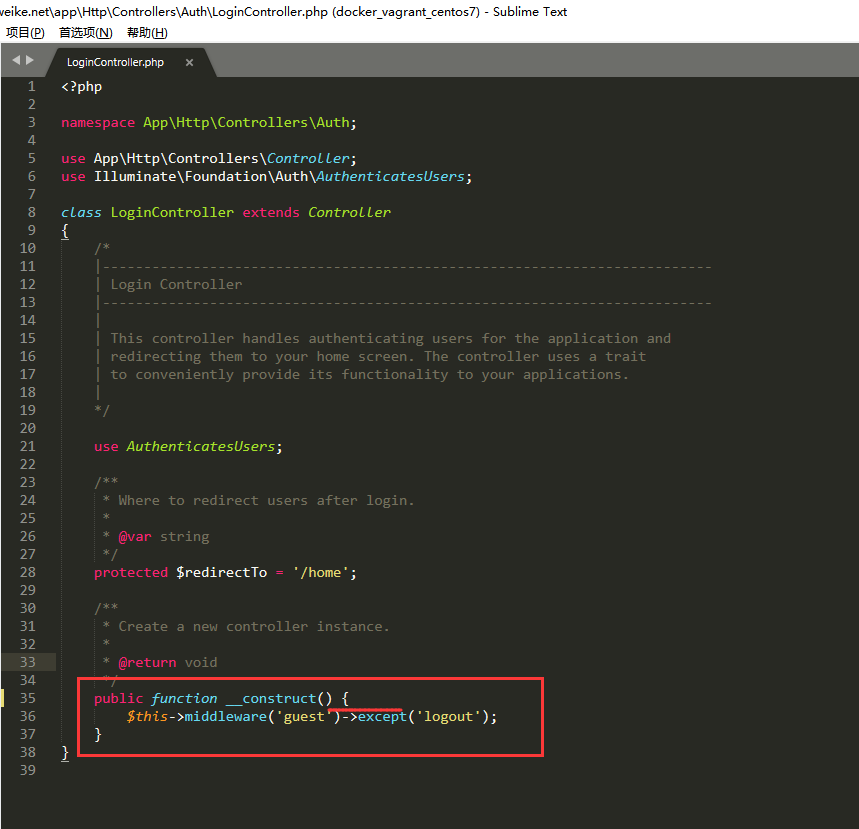 weike.net\app\Http\Controllers\Auth\LoginController.php (docker_vagrant_centos7) - Sublime Text
项目(P) 首选项(N) 帮助(H)
LoginController.php ×
1 <?php
2
3 namespace App\Http\Controllers\Auth;
4
5 use App\Http\Controllers\Controller;
6 use Illuminate\Foundation\Auth\AuthenticatesUsers;
7
8 class LoginController extends Controller
9 {
10 /*
11 |--------------------------------------------------------------------------
12 | Login Controller
13 |--------------------------------------------------------------------------
14 |
15 | This controller handles authenticating users for the application and
16 | redirecting them to your home screen. The controller uses a trait
17 | to conveniently provide its functionality to your applications.
18 |
19 */
20
21 use AuthenticatesUsers;
22
23 /**
24 * Where to redirect users after login.
25 *
26 * @var string
27 */
28 protected $redirectTo = '/home';
29
30 /**
31 * Create a new controller instance.
32 *
33 * @return void
34 */
35 public function __construct() {
36 $this->middleware('guest')->except('logout');
37 }
38 }
39